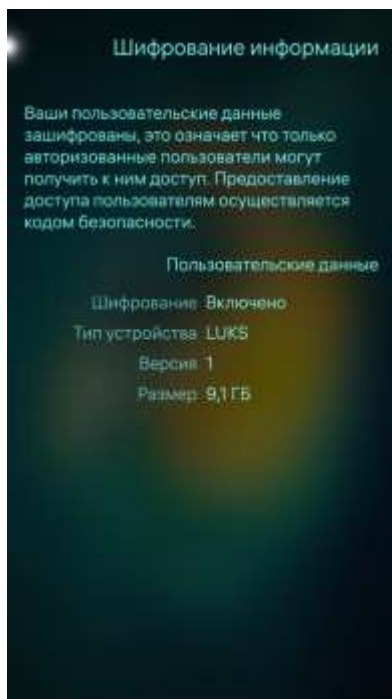 Шифрование информации
Ваши пользовательские данные
зашифрованы, это означает что только
авторизованные пользователи могут
получить к ним доступ. Предоставление
доступа пользователям осуществляется
кодом безопасности.
Пользовательские данные
Шифрование Включено
Тип устройства LUKS
Версия 1
Размер 9,1 ГБ